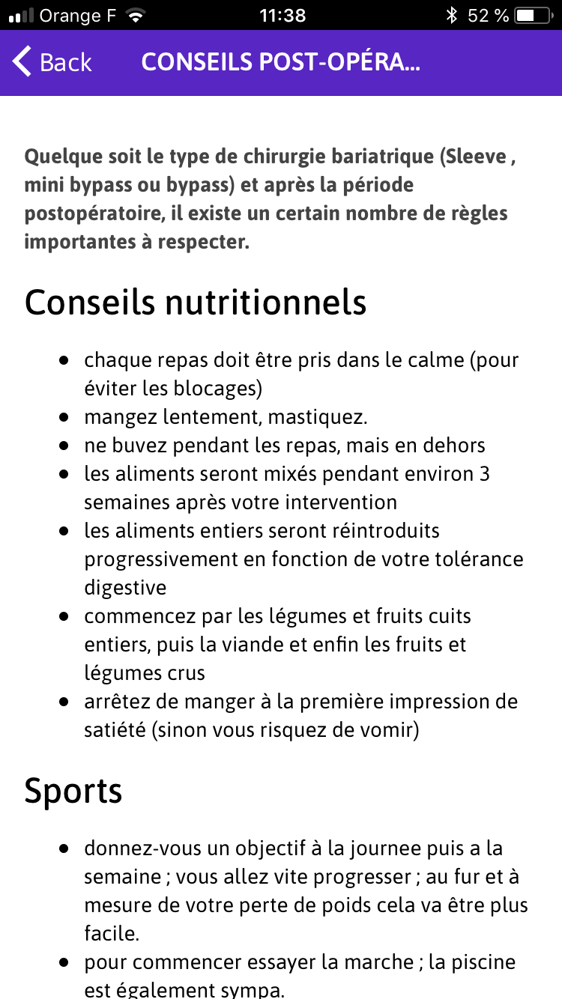 Orange F 11:38 52 %
Back CONSEILS POST-OPÉRA...
Quelque soit le type de chirurgie bariatrique (Sleeve ,
mini bypass ou bypass) et après la période
postopératoire, il existe un certain nombre de règles
importantes à respecter.
Conseils nutritionnels
• chaque repas doit être pris dans le calme (pour
éviter les blocages)
• mangez lentement, mastiquez.
• ne buvez pendant les repas, mais en dehors
• les aliments seront mixés pendant environ 3
semaines après votre intervention
• les aliments entiers seront réintroduits
progressivement en fonction de votre tolérance
digestive
• commencez par les légumes et fruits cuits
entiers, puis la viande et enfin les fruits et
légumes crus
• arrêtez de manger à la première impression de
satiété (sinon vous risquez de vomir)
Sports
• donnez-vous un objectif à la journee puis a la
semaine ; vous allez vite progresser ; au fur et à
mesure de votre perte de poids cela va être plus
facile.
• pour commencer essayer la marche ; la piscine
est également sympa.